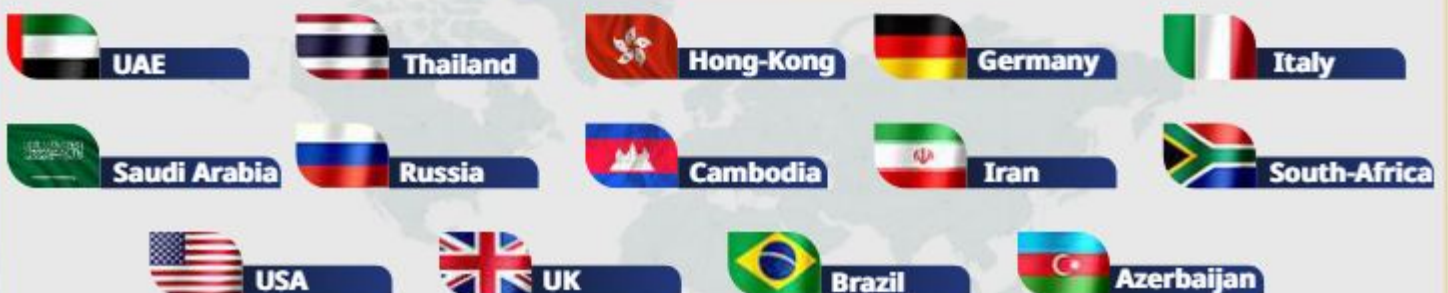 UAE
Thailand
Hong-Kong
Germany
Italy
Saudi Arabia
Russia
Cambodia
Iran
South-Africa
USA
UK
Brazil
Azerbaijan